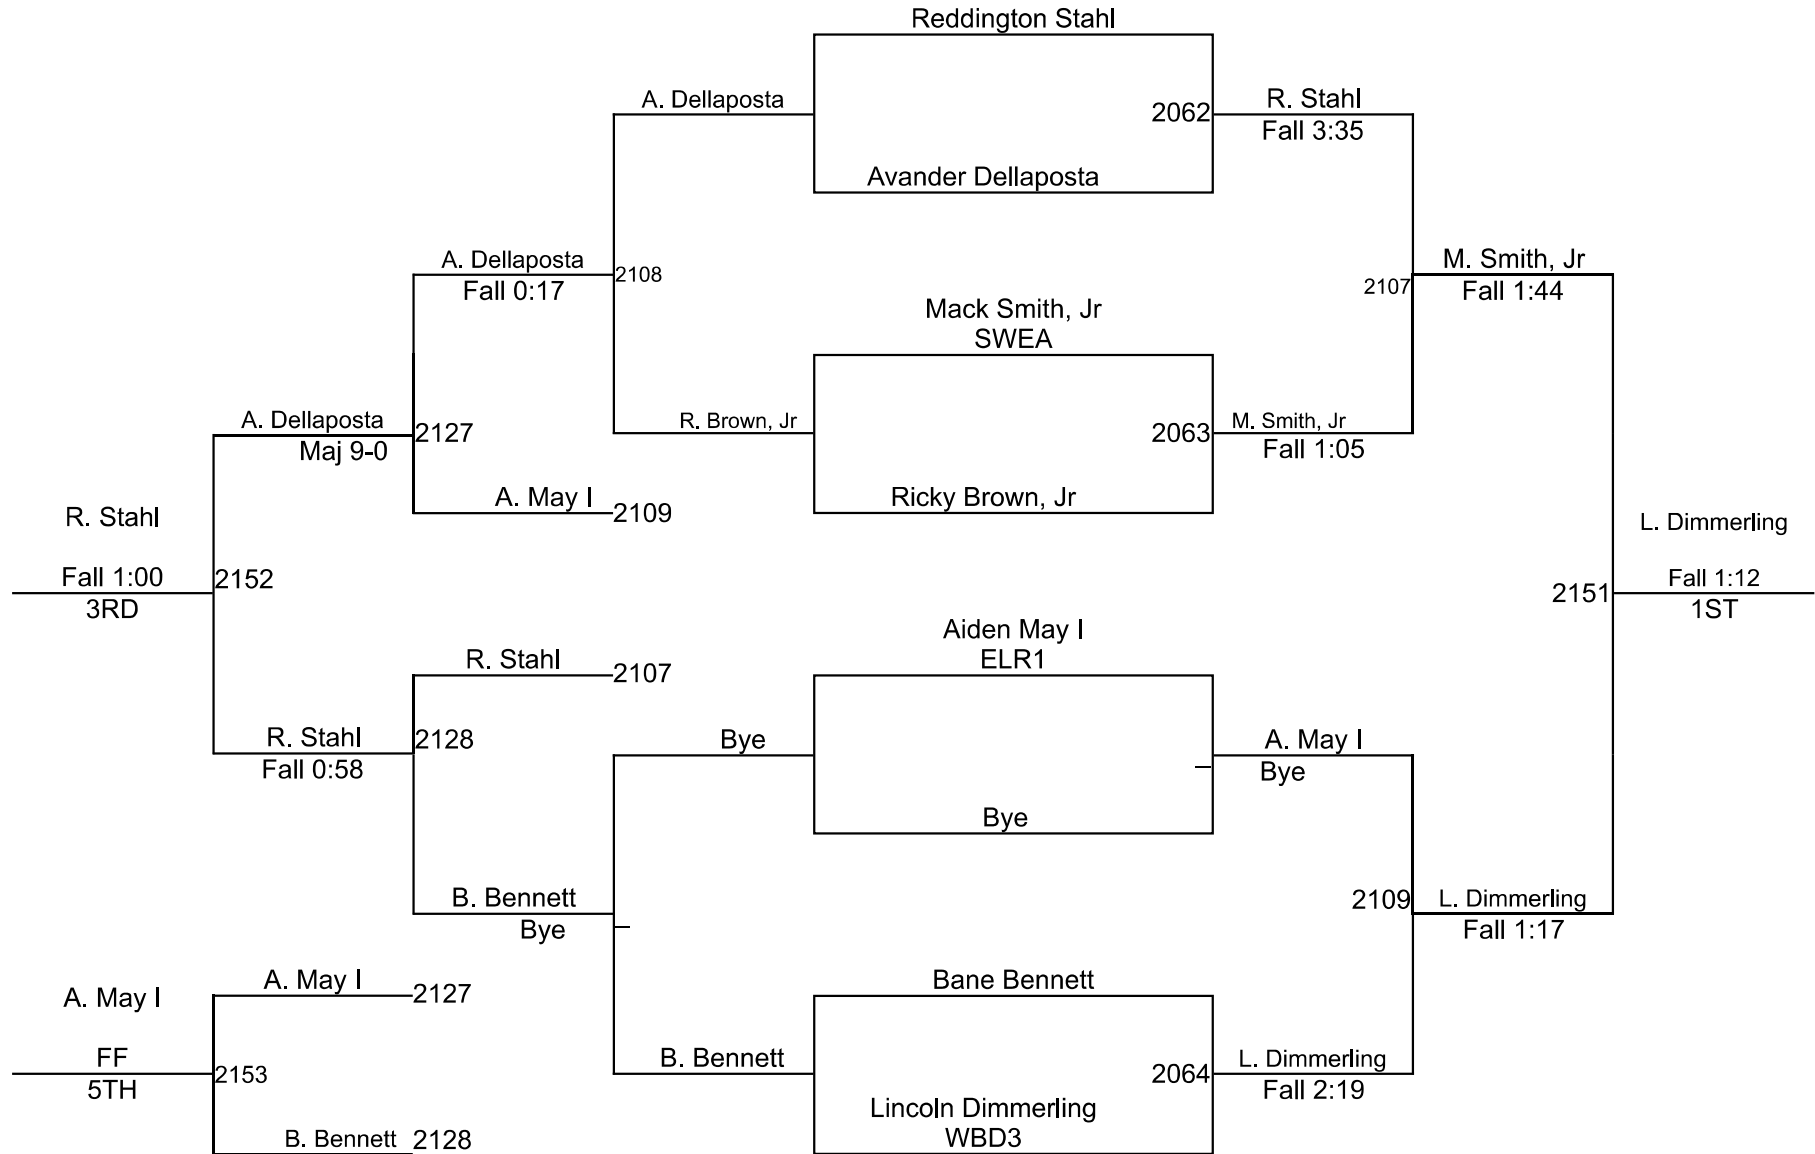 Reddington Stahl
A. Dellaposta
2062
R. Stahl
Fall 3:35
Avander Dellaposta
A. Dellaposta
Fall 0:17
2108
2107
M. Smith, Jr
Fall 1:44
Mack Smith, Jr
SWEA
A. Dellaposta
Maj 9-0
2127
R. Brown, Jr
2063
M. Smith, Jr
Fall 1:05
A. May I
2109
Ricky Brown, Jr
R. Stahl
Fall 1:00
3RD
2152
L. Dimmerling
2151
Fall 1:12
1ST
Aiden May I
ELR1
R. Stahl
2107
R. Stahl
Fall 0:58
2128
Bye
A. May I
Bye
Bye
B. Bennett
Bye
2109
L. Dimmerling
Fall 1:17
Bane Bennett
A. May I
2127
A. May I
FF
5TH
2153
B. Bennett
2064
L. Dimmerling
Fall 2:19
Lincoln Dimmerling
WBD3
B. Bennett
2128